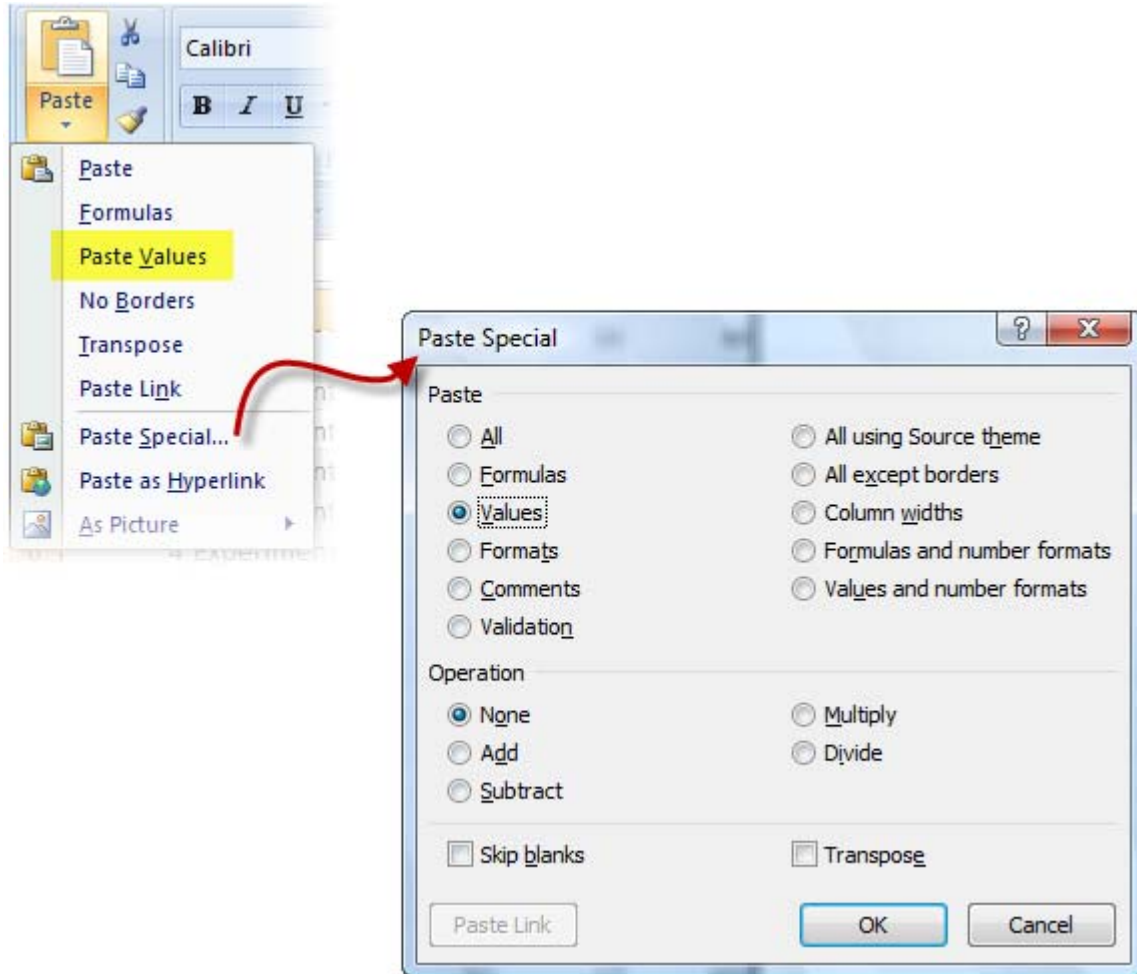 Calibri
Paste
B I U
Paste
Formulas
Paste Values
No Borders
Transpose
Paste Link
Paste Special...
Paste as Hyperlink
As Picture
Paste Special
Paste
All
All using Source theme
Formulas
All except borders
Values
Column widths
Formats
Formulas and number formats
Comments
Values and number formats
Validation
Operation
None
Multiply
Add
Divide
Subtract
Skip blanks
Transpose
Paste Link
OK
Cancel